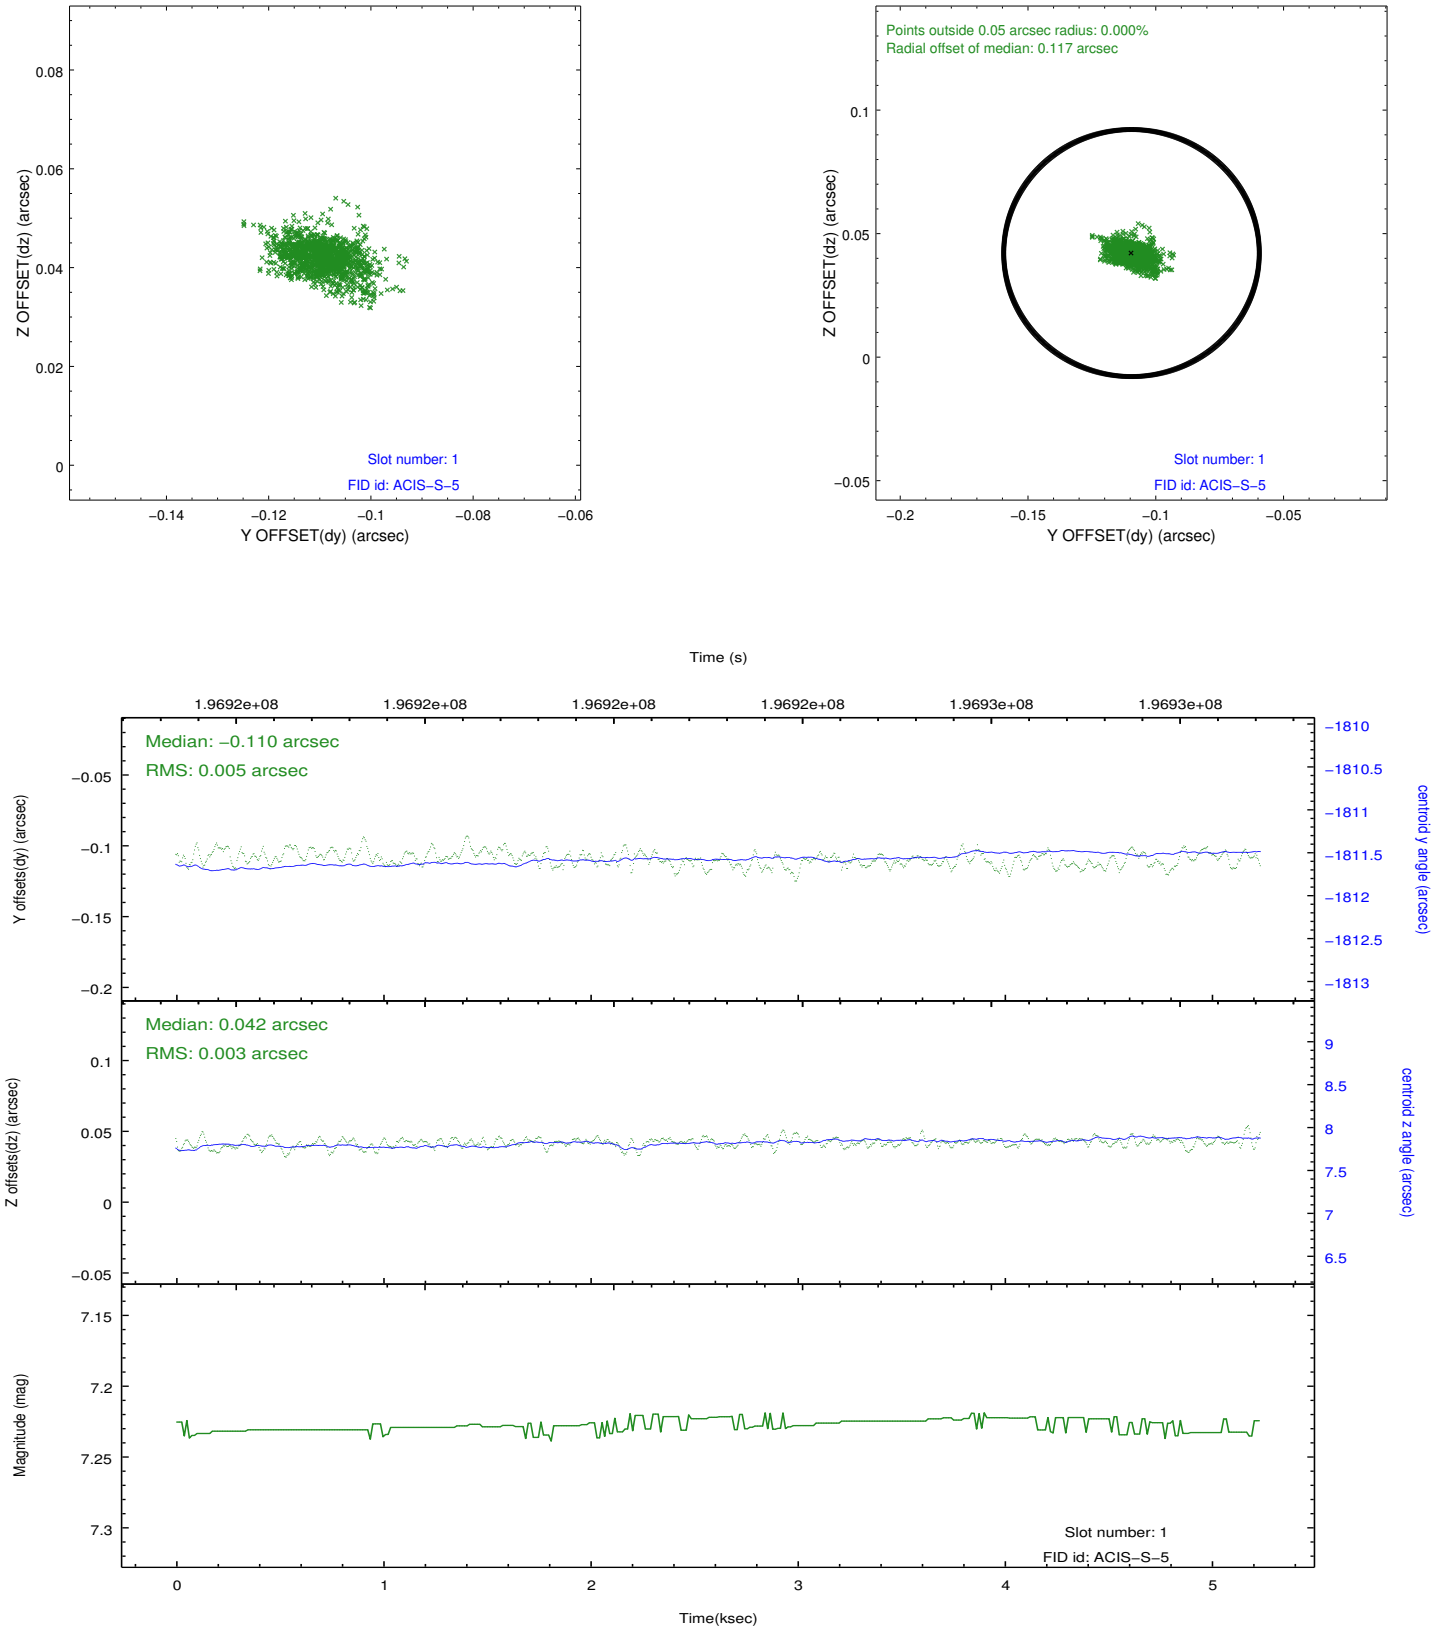 0.08
0.06
0.04
0.02
0
Z OFFSET(dz) (arcsec)
Slot number: 1
FID id: ACIS−S−5
−0.14
−0.12
−0.1
−0.08
−0.06
Y OFFSET(dy) (arcsec)
Points outside 0.05 arcsec radius: 0.000%
Radial offset of median: 0.117 arcsec
0.1
0.05
0
−0.05
Z OFFSET(dz) (arcsec)
Slot number: 1
FID id: ACIS−S−5
−0.2
−0.15
−0.1
−0.05
Y OFFSET(dy) (arcsec)
Time (s)
1.9692e+08
1.9692e+08
1.9692e+08
1.9692e+08
1.9693e+08
1.9693e+08
Median: −0.110 arcsec
RMS: 0.005 arcsec
−0.05
−0.1
−0.15
−0.2
Y offsets(dy) (arcsec)
−1810
−1810.5
−1811
−1811.5
−1812
−1812.5
−1813
centroid y angle (arcsec)
Median: 0.042 arcsec
RMS: 0.003 arcsec
0.1
0.05
0
−0.05
Z offsets(dz) (arcsec)
9
8.5
8
7.5
7
6.5
centroid z angle (arcsec)
7.15
7.2
7.25
7.3
Magnitude (mag)
Slot number: 1
FID id: ACIS−S−5
0
1
2
3
4
5
Time(ksec)